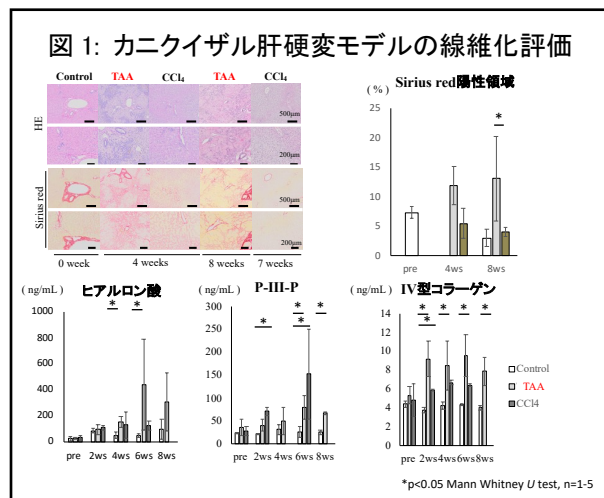 図 1: カニクイザル肝硬変モデルの線維化評価
Control TAA CCl₄ TAA CCl₄
HE
500μm
200μm
Sirius red
500μm
200μm
0 week 4 weeks 8 weeks 7 weeks
Sirius red陽性領域
(%)
25
20
15
10
5
0
*
pre 4ws 8ws
ヒアルロン酸
( ng/mL)
1000
800
600
400
200
0
* *
pre 2ws 4ws 6ws 8ws
P-III-P
( ng/mL)
300
250
200
150
100
50
0
* * * *
pre 2ws 4ws 6ws 8ws
IV型コラーゲン
( ng/mL)
14
12
10
8
6
4
2
0
* * * *
*
pre 2ws 4ws 6ws 8ws
Control
TAA
CCl4
*p<0.05 Mann Whitney U test, n=1-5